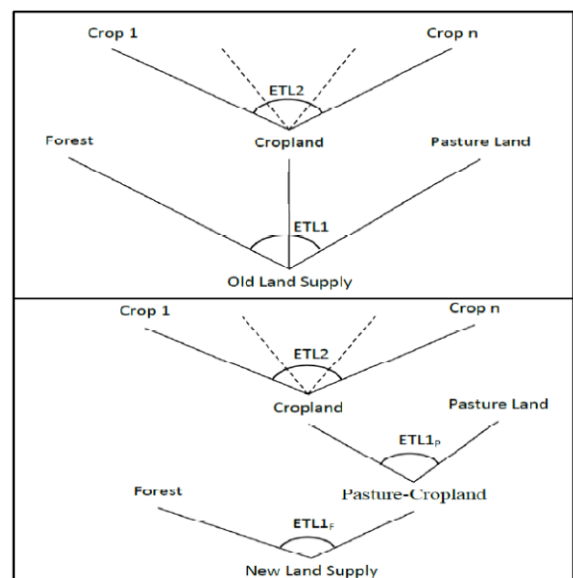 Crop 1 Crop n
ETL2
Forest Cropland Pasture Land
ETL1
Old Land Supply
Crop 1 Crop n
ETL2
Cropland Pasture Land
ETL1P
Forest Pasture-Cropland
ETL1F
New Land Supply